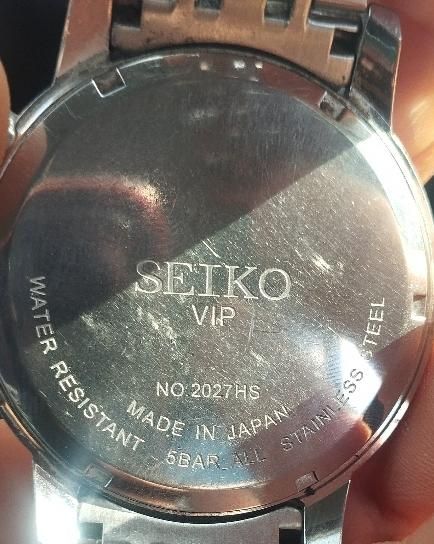 SEIKO
VIP
NO:2027HS
MADE IN JAPAN
WATER RESISTANT 5BAR ALL STAINLESS STEEL